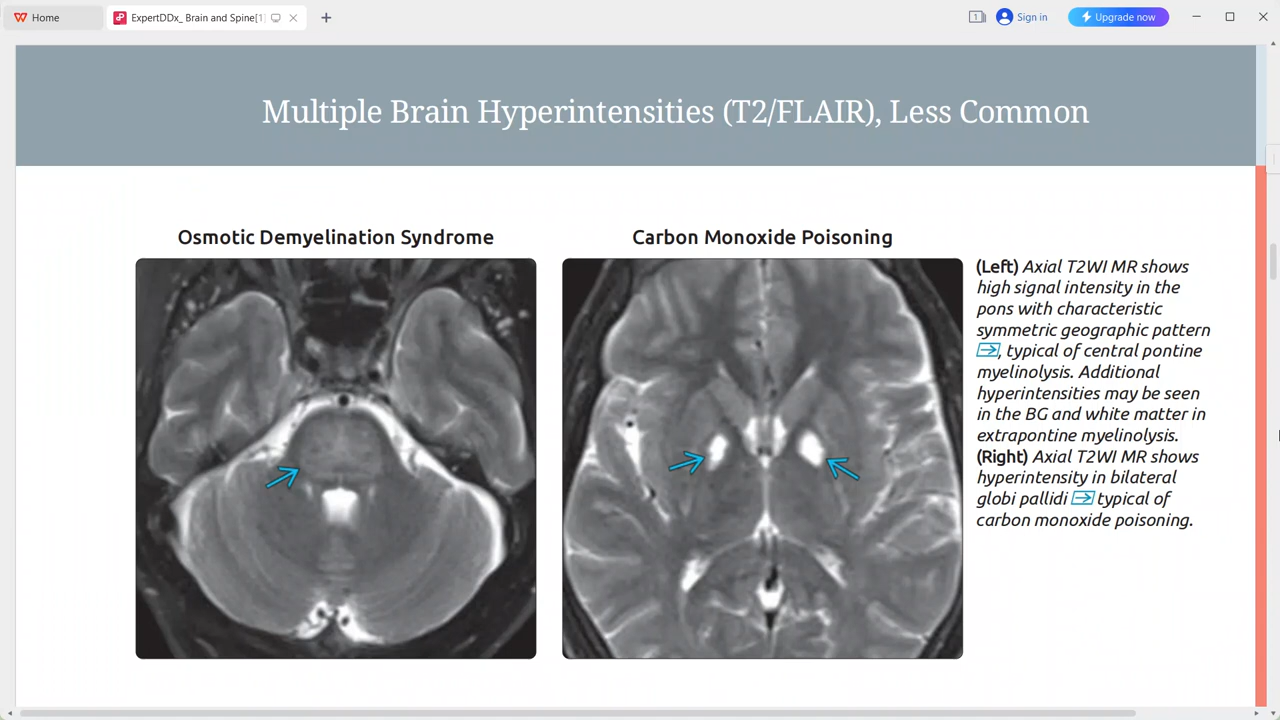 Home
ExpertDDx_ Brain and Spine[1]
1
Sign in
Upgrade now
Multiple Brain Hyperintensities (T2/FLAIR), Less Common
Osmotic Demyelination Syndrome
Carbon Monoxide Poisoning
(Left) Axial T2WI MR shows
high signal intensity in the
pons with characteristic
symmetric geographic pattern
, typical of central pontine
myelinolysis. Additional
hyperintensities may be seen
in the BG and white matter in
extrapontine myelinolysis.
(Right) Axial T2WI MR shows
hyperintensity in bilateral
globi pallidi typical of
carbon monoxide poisoning.